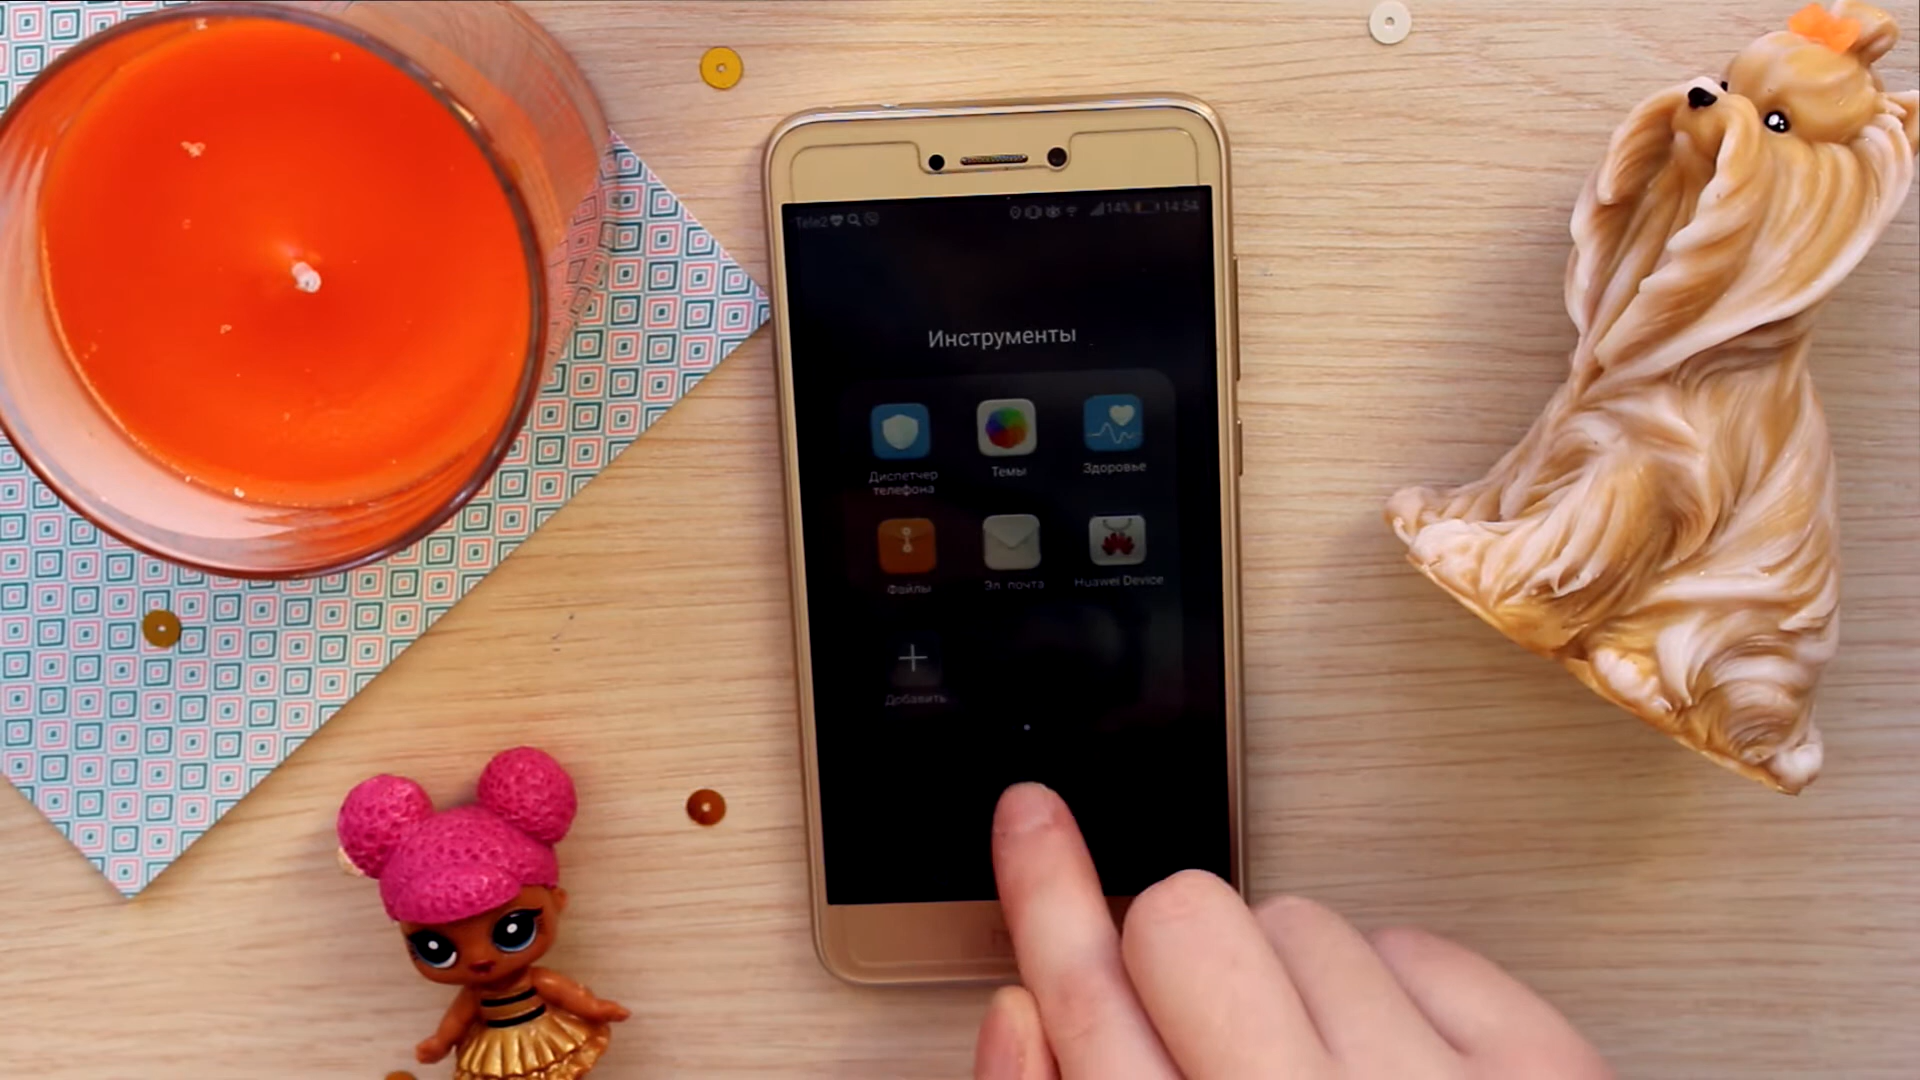 Tele2 14% 14:54
Инструменты
Диспетчер
телефона
Темы
Здоровье
Файлы
Эл. почта
Huawei Device
Добавить